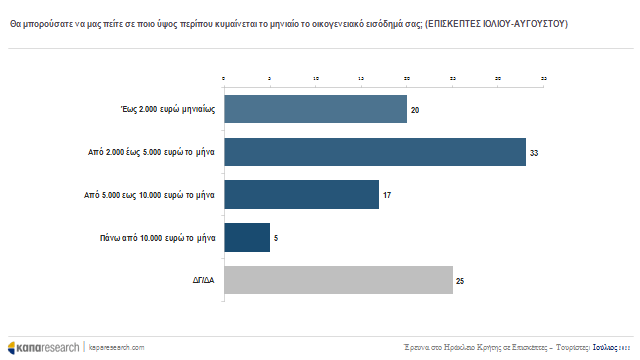 Θα μπορούσατε να μας πείτε σε ποιο ύψος περίπου κυμαίνεται το μηνιαίο το οικογενειακό εισόδημά σας; (ΕΠΙΣΚΕΠΤΕΣ ΙΟΛΙΟΥ-ΑΥΓΟΥΣΤΟΥ)
0 5 10 15 20 25 30 35
Έως 2.000 ευρώ μηνιαίως 20
Από 2.000 έως 5.000 ευρώ το μήνα 33
Από 5.000 εως 10.000 ευρώ το μήνα 17
Πάνω από 10.000 ευρώ το μήνα 5
ΔΓ/ΔΑ 25
καπαresearch | kaparesearch.com
Έρευνα στο Ηράκλειο Κρήτης σε Επισκέπτες – Τουρίστες| Ιούλιος